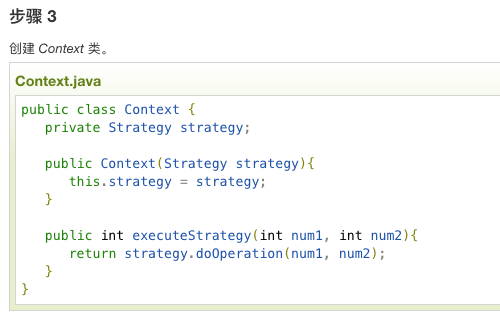 步骤 3
创建 Context 类。
Context.java
public class Context {
   private Strategy strategy;

   public Context(Strategy strategy){
      this.strategy = strategy;
   }

   public int executeStrategy(int num1, int num2){
      return strategy.doOperation(num1, num2);
   }
}